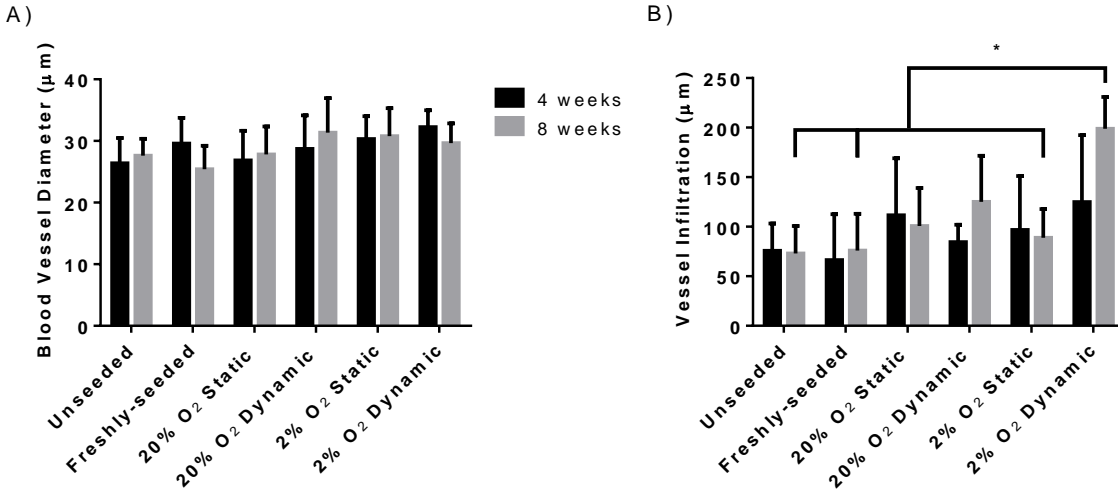 A)
Blood Vessel Diameter (μm)
40
30
20
10
0
Unseeded
Freshly-seeded
20% O₂ Static
20% O₂ Dynamic
2% O₂ Static
2% O₂ Dynamic
4 weeks
8 weeks
B)
Vessel Infiltration (μm)
250
200
150
100
50
0
*
Unseeded
Freshly-seeded
20% O₂ Static
20% O₂ Dynamic
2% O₂ Static
2% O₂ Dynamic